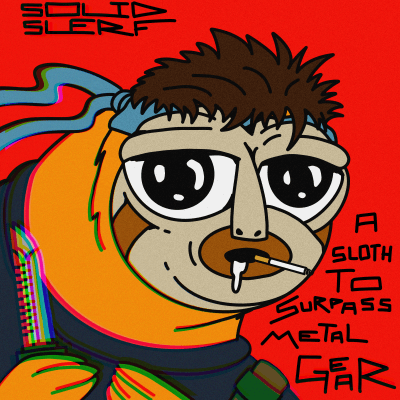 SOLID
SLERF
A
SLOTH
TO
SURPASS
METAL
GEAR